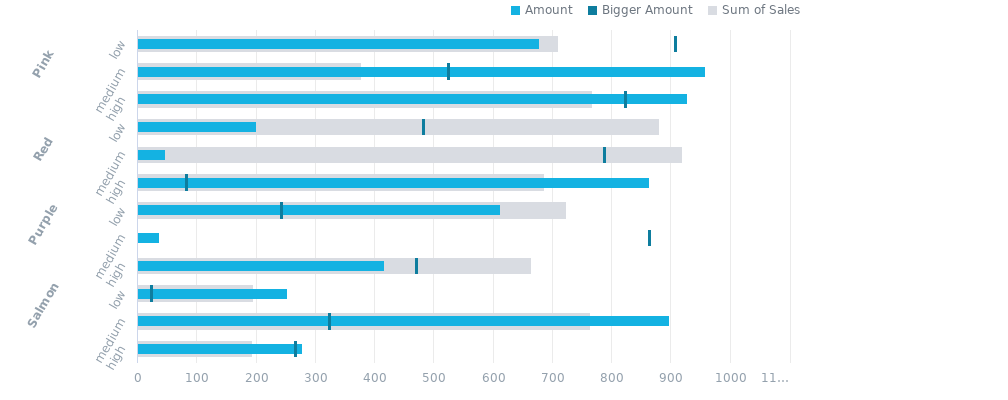 Amount Bigger Amount Sum of Sales
Pink
low
medium
high
Red
low
medium
high
Purple
low
medium
high
Salmon
low
medium
high
0 100 200 300 400 500 600 700 800 900 1000 11...